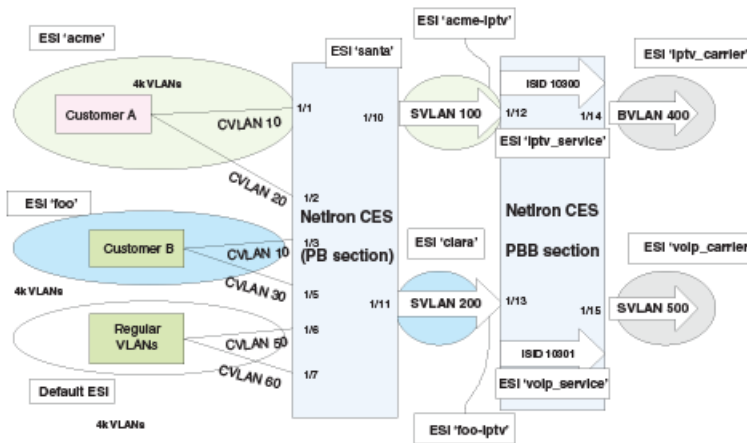 ESI 'acme'
4k VLANs
Customer A
CVLAN 10
CVLAN 20
ESI 'foo'
Customer B
CVLAN 10
CVLAN 30
4k VLANs
Regular
VLANs
CVLAN 50
CVLAN 60
Default ESI
4k VLANs
ESI 'santa'
1/1
1/10
1/2
NetIron CES
(PB section)
1/3
1/5
1/11
1/6
1/7
ESI 'acme-iptv'
SVLAN 100
ESI 'clara'
SVLAN 200
ESI 'foo-iptv'
ISID 10300
1/12
1/14
ESI 'iptv_service'
NetIron CES
PBB section
1/13
1/15
ISID 10301
ESI 'voip_service'
ESI 'iptv_carrier'
BVLAN 400
ESI 'voip_carrier'
SVLAN 500